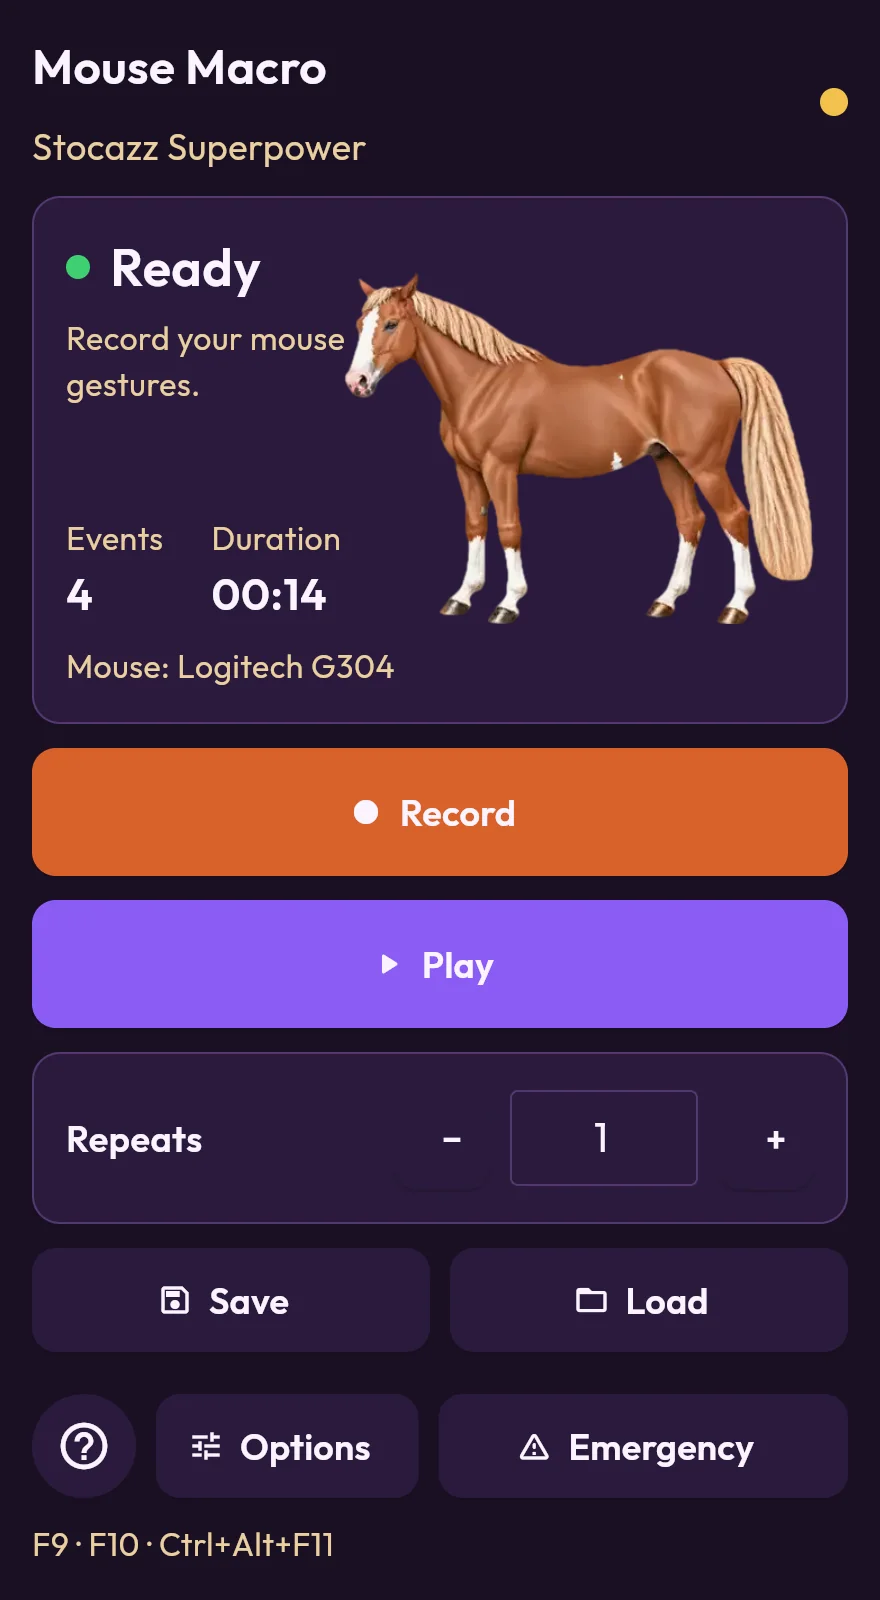 Mouse Macro
Stocazz Superpower
Ready
Record your mouse
gestures.
Events Duration
4 00:14
Mouse: Logitech G304
Record
Play
Repeats − 1 +
Save Load
Options Emergency
F9 · F10 · Ctrl+Alt+F11